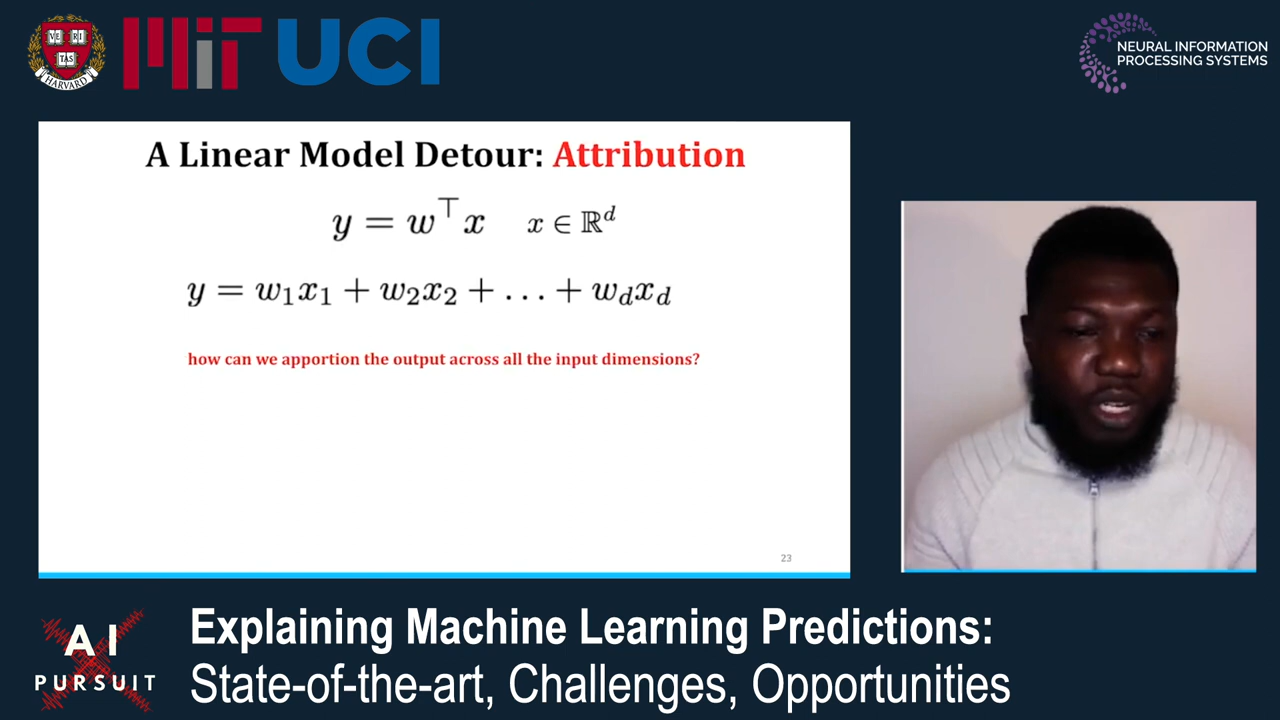 VE RI
TAS
HARVARD
MiT UCI
NEURAL INFORMATION
PROCESSING SYSTEMS
A Linear Model Detour: Attribution
y = w⊤x x ∈ ℝᵈ
y = w₁x₁ + w₂x₂ + . . . + w_d x_d
how can we apportion the output across all the input dimensions?
23
AI
PURSUIT
Explaining Machine Learning Predictions:
State-of-the-art, Challenges, Opportunities